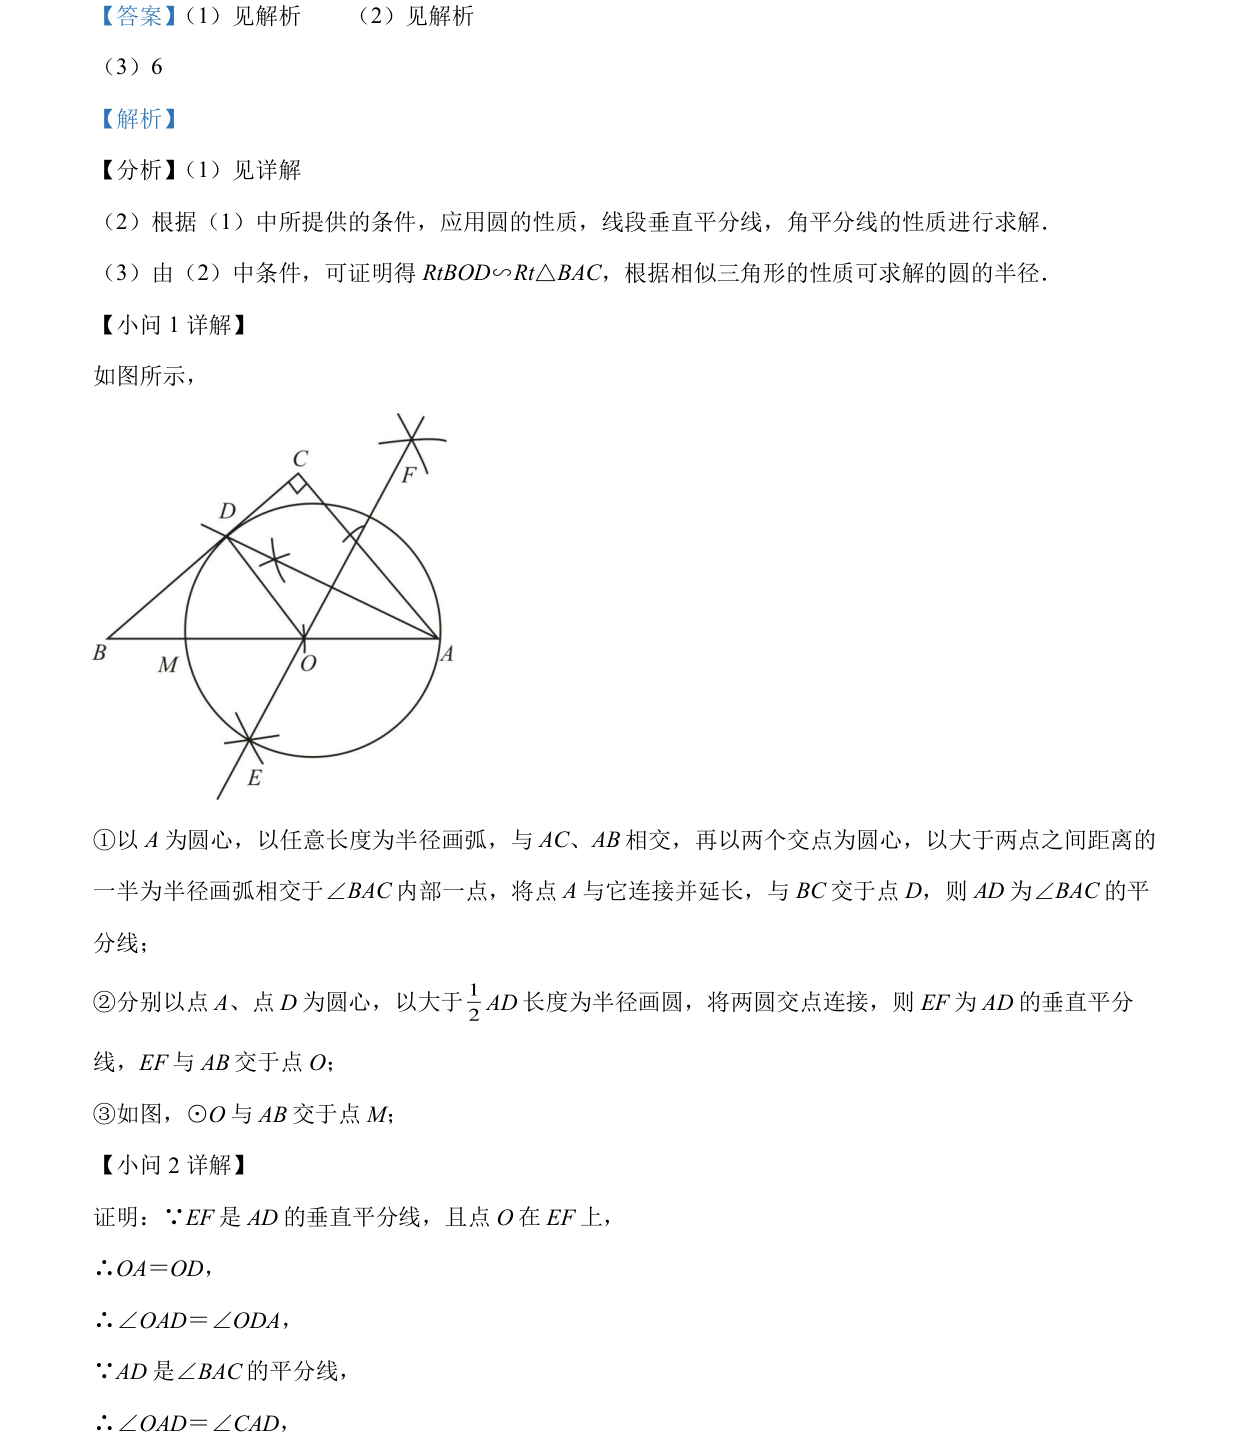 【答案】（1）见解析 （2）见解析
（3）6
【解析】
【分析】（1）见详解
（2）根据（1）中所提供的条件，应用圆的性质，线段垂直平分线，角平分线的性质进行求解．
（3）由（2）中条件，可证明得 RtBOD∽Rt△BAC，根据相似三角形的性质可求解的圆的半径．
【小问 1 详解】
如图所示，
C
F
D
B
M
O
A
E
①以 A 为圆心，以任意长度为半径画弧，与 AC、AB 相交，再以两个交点为圆心，以大于两点之间距离的
一半为半径画弧相交于∠BAC 内部一点，将点 A 与它连接并延长，与 BC 交于点 D，则 AD 为∠BAC 的平
分线；
②分别以点 A、点 D 为圆心，以大于 1/2 AD 长度为半径画圆，将两圆交点连接，则 EF 为 AD 的垂直平分
线，EF 与 AB 交于点 O；
③如图，⊙O 与 AB 交于点 M；
【小问 2 详解】
证明：∵EF 是 AD 的垂直平分线，且点 O 在 EF 上，
∴OA＝OD，
∴∠OAD＝∠ODA，
∵AD 是∠BAC 的平分线，
∴∠OAD＝∠CAD，